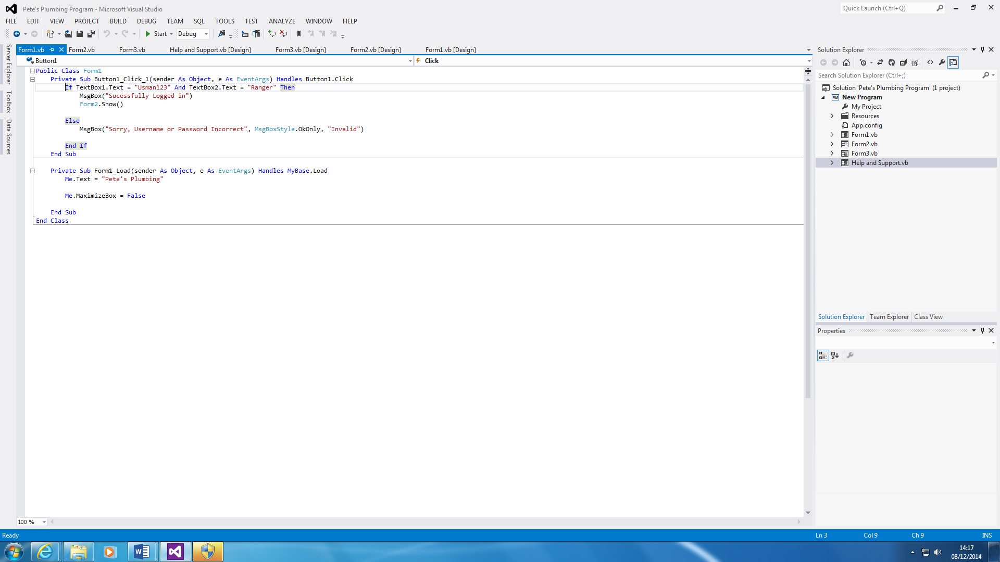 Pete's Plumbing Program - Microsoft Visual Studio
Quick Launch (Ctrl+Q)
FILE EDIT VIEW PROJECT BUILD DEBUG TEAM SQL TOOLS TEST ANALYZE WINDOW HELP
Start Debug
Server Explorer
Toolbox
Data Sources
Form1.vb Form2.vb Form3.vb Help and Support.vb [Design] Form3.vb [Design] Form2.vb [Design] Form1.vb [Design]
Button1 Click
Public Class Form1
Private Sub Button1_Click_1(sender As Object, e As EventArgs) Handles Button1.Click
If TextBox1.Text = "Usman123" And TextBox2.Text = "Ranger" Then
MsgBox("Sucessfully Logged in")
Form2.Show()
Else
MsgBox("Sorry, Username or Password Incorrect", MsgBoxStyle.OkOnly, "Invalid")
End If
End Sub
Private Sub Form1_Load(sender As Object, e As EventArgs) Handles MyBase.Load
Me.Text = "Pete's Plumbing"
Me.MaximizeBox = False
End Sub
End Class
100 %
Solution Explorer
Search Solution Explorer (Ctrl+;)
Solution 'Pete's Plumbing Program' (1 project)
VB New Program
My Project
Resources
App.config
Form1.vb
Form2.vb
Form3.vb
Help and Support.vb
Solution Explorer Team Explorer Class View
Properties
Ready Ln 3 Col 9 Ch 9 INS
14:17
08/12/2014